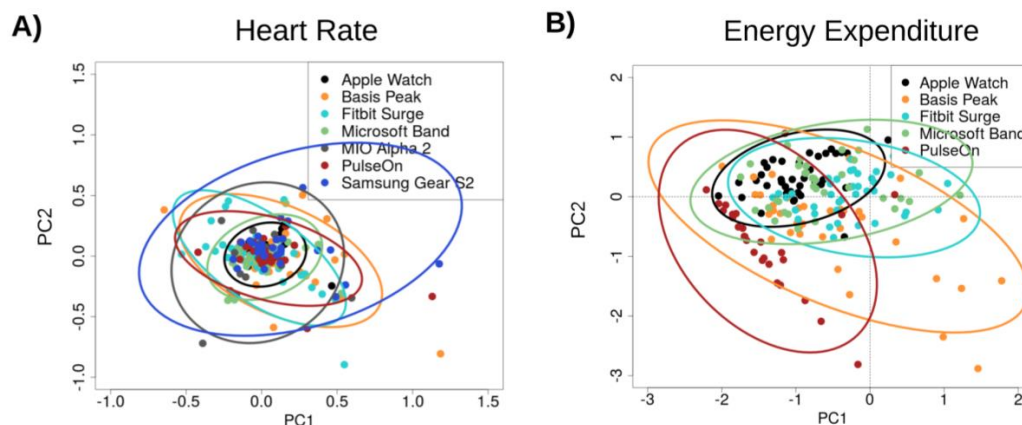 A)
Heart Rate
Apple Watch
Basis Peak
Fitbit Surge
Microsoft Band
MIO Alpha 2
PulseOn
Samsung Gear S2
PC2
1.5
1.0
0.5
0.0
-0.5
-1.0
-1.0
-0.5
0.0
0.5
1.0
1.5
PC1
B)
Energy Expenditure
Apple Watch
Basis Peak
Fitbit Surge
Microsoft Band
PulseOn
PC2
2
1
0
-1
-2
-3
-3
-2
-1
0
1
2
PC1